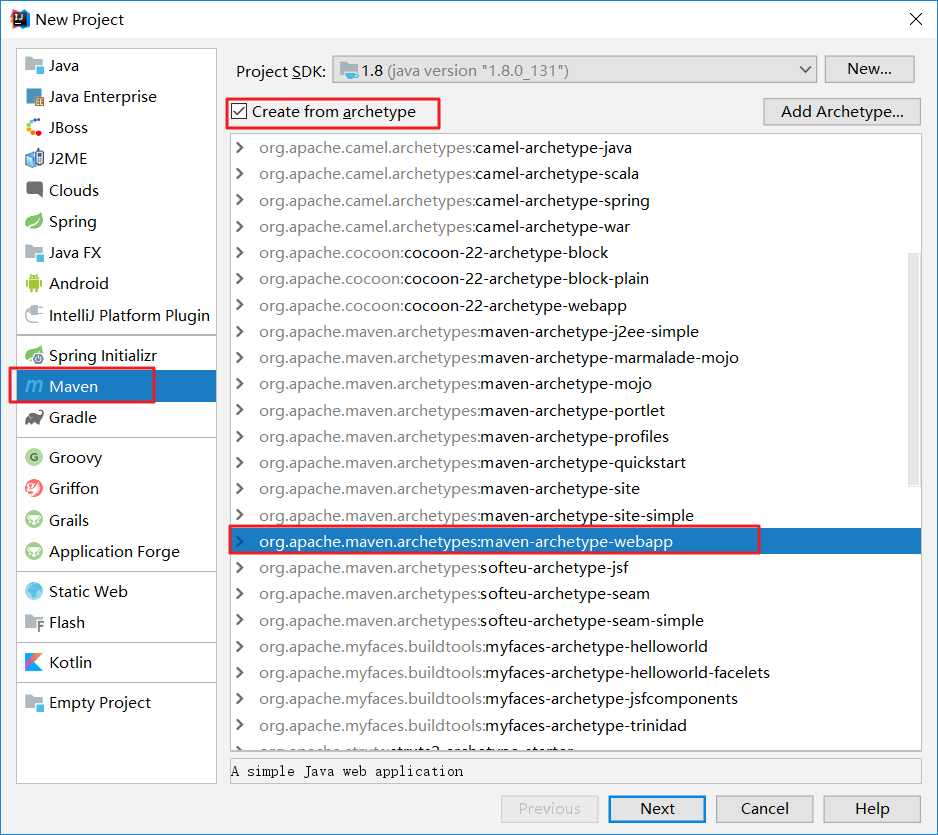 New Project
Java
Java Enterprise
JBoss
J2ME
Clouds
Spring
Java FX
Android
IntelliJ Platform Plugin
Spring Initializr
Maven
Gradle
Groovy
Griffon
Grails
Application Forge
Static Web
Flash
Kotlin
Empty Project
Project SDK: 1.8 (java version "1.8.0_131") New...
Create from archetype Add Archetype...
org.apache.camel.archetypes:camel-archetype-java
org.apache.camel.archetypes:camel-archetype-scala
org.apache.camel.archetypes:camel-archetype-spring
org.apache.camel.archetypes:camel-archetype-war
org.apache.cocoon:cocoon-22-archetype-block
org.apache.cocoon:cocoon-22-archetype-block-plain
org.apache.cocoon:cocoon-22-archetype-webapp
org.apache.maven.archetypes:maven-archetype-j2ee-simple
org.apache.maven.archetypes:maven-archetype-marmalade-mojo
org.apache.maven.archetypes:maven-archetype-mojo
org.apache.maven.archetypes:maven-archetype-portlet
org.apache.maven.archetypes:maven-archetype-profiles
org.apache.maven.archetypes:maven-archetype-quickstart
org.apache.maven.archetypes:maven-archetype-site
org.apache.maven.archetypes:maven-archetype-site-simple
org.apache.maven.archetypes:maven-archetype-webapp
org.apache.maven.archetypes:softeu-archetype-jsf
org.apache.maven.archetypes:softeu-archetype-seam
org.apache.maven.archetypes:softeu-archetype-seam-simple
org.apache.myfaces.buildtools:myfaces-archetype-helloworld
org.apache.myfaces.buildtools:myfaces-archetype-helloworld-facelets
org.apache.myfaces.buildtools:myfaces-archetype-jsfcomponents
org.apache.myfaces.buildtools:myfaces-archetype-trinidad
org.apache.struts:struts2-archetype-starter
A simple Java web application
Previous Next Cancel Help